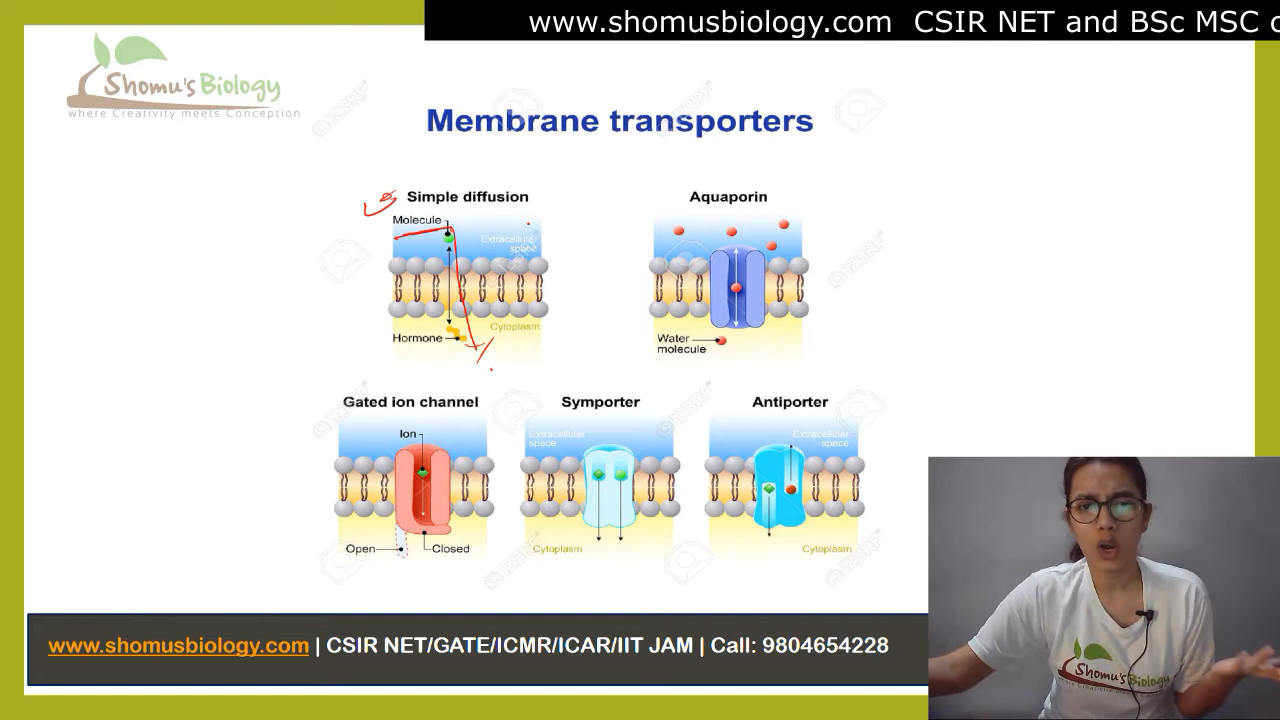 www.shomusbiology.com CSIR NET and BSc MSC
Shomu's Biology
where Creativity meets Conception
Membrane transporters
Simple diffusion
Molecule
Extracellular
space
Cytoplasm
Hormone
Aquaporin
Water
molecule
Gated ion channel
Ion
Open
Closed
Symporter
Extracellular
space
Cytoplasm
Antiporter
Extracellular
space
Cytoplasm
www.shomusbiology.com | CSIR NET/GATE/ICMR/ICAR/IIT JAM | Call: 9804654228
Shomu's Biology